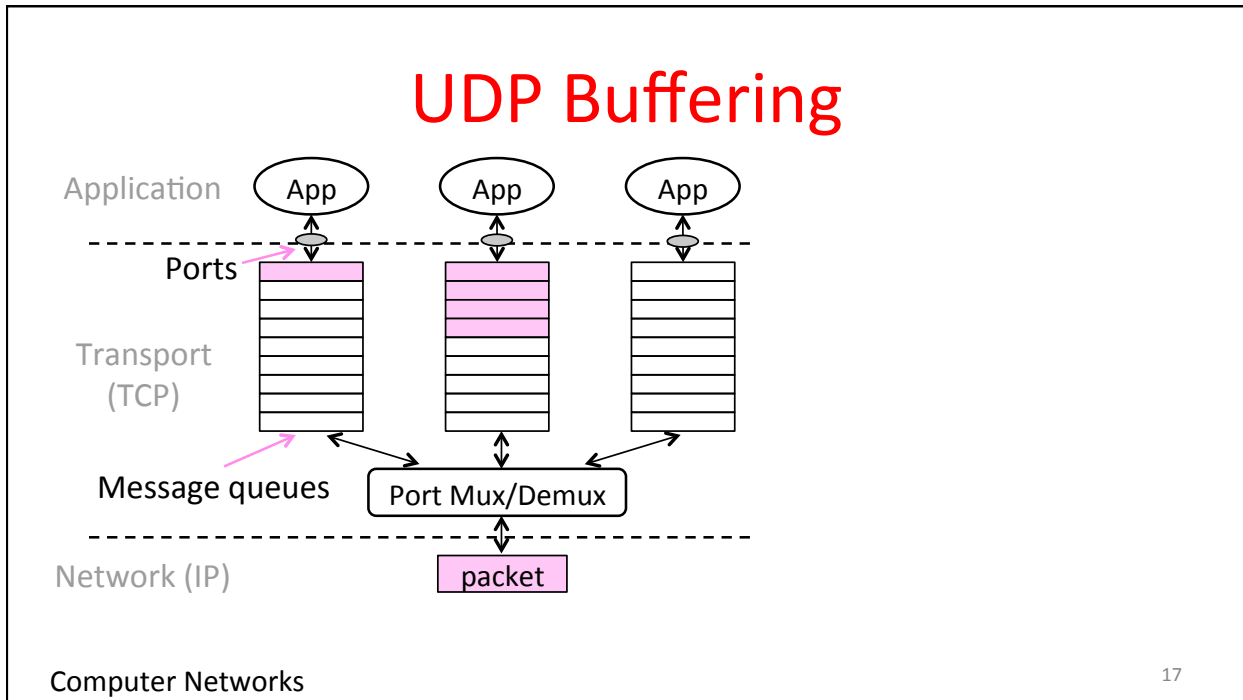 UDP Buffering
Application
App
App
App
Ports
Transport
(TCP)
Message queues
Port Mux/Demux
Network (IP)
packet
Computer Networks
17